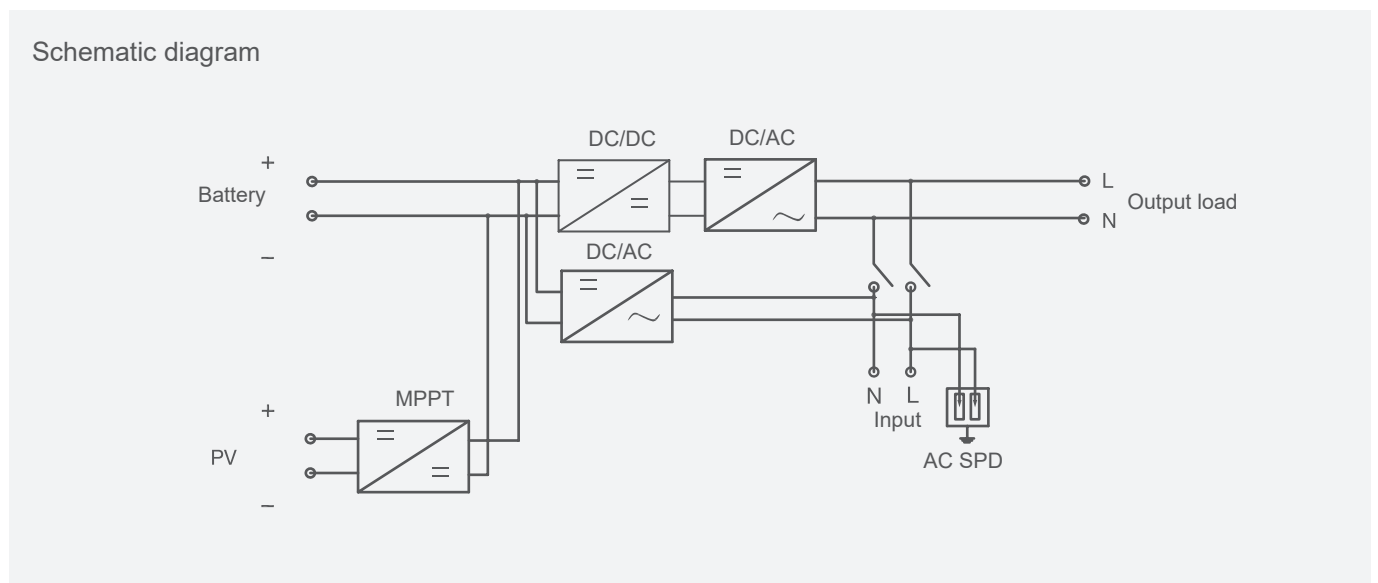 Schematic diagram
DC/DC
DC/AC
+
Battery
–
L
N
Output load
DC/AC
MPPT
+
PV
–
N
L
Input
AC SPD